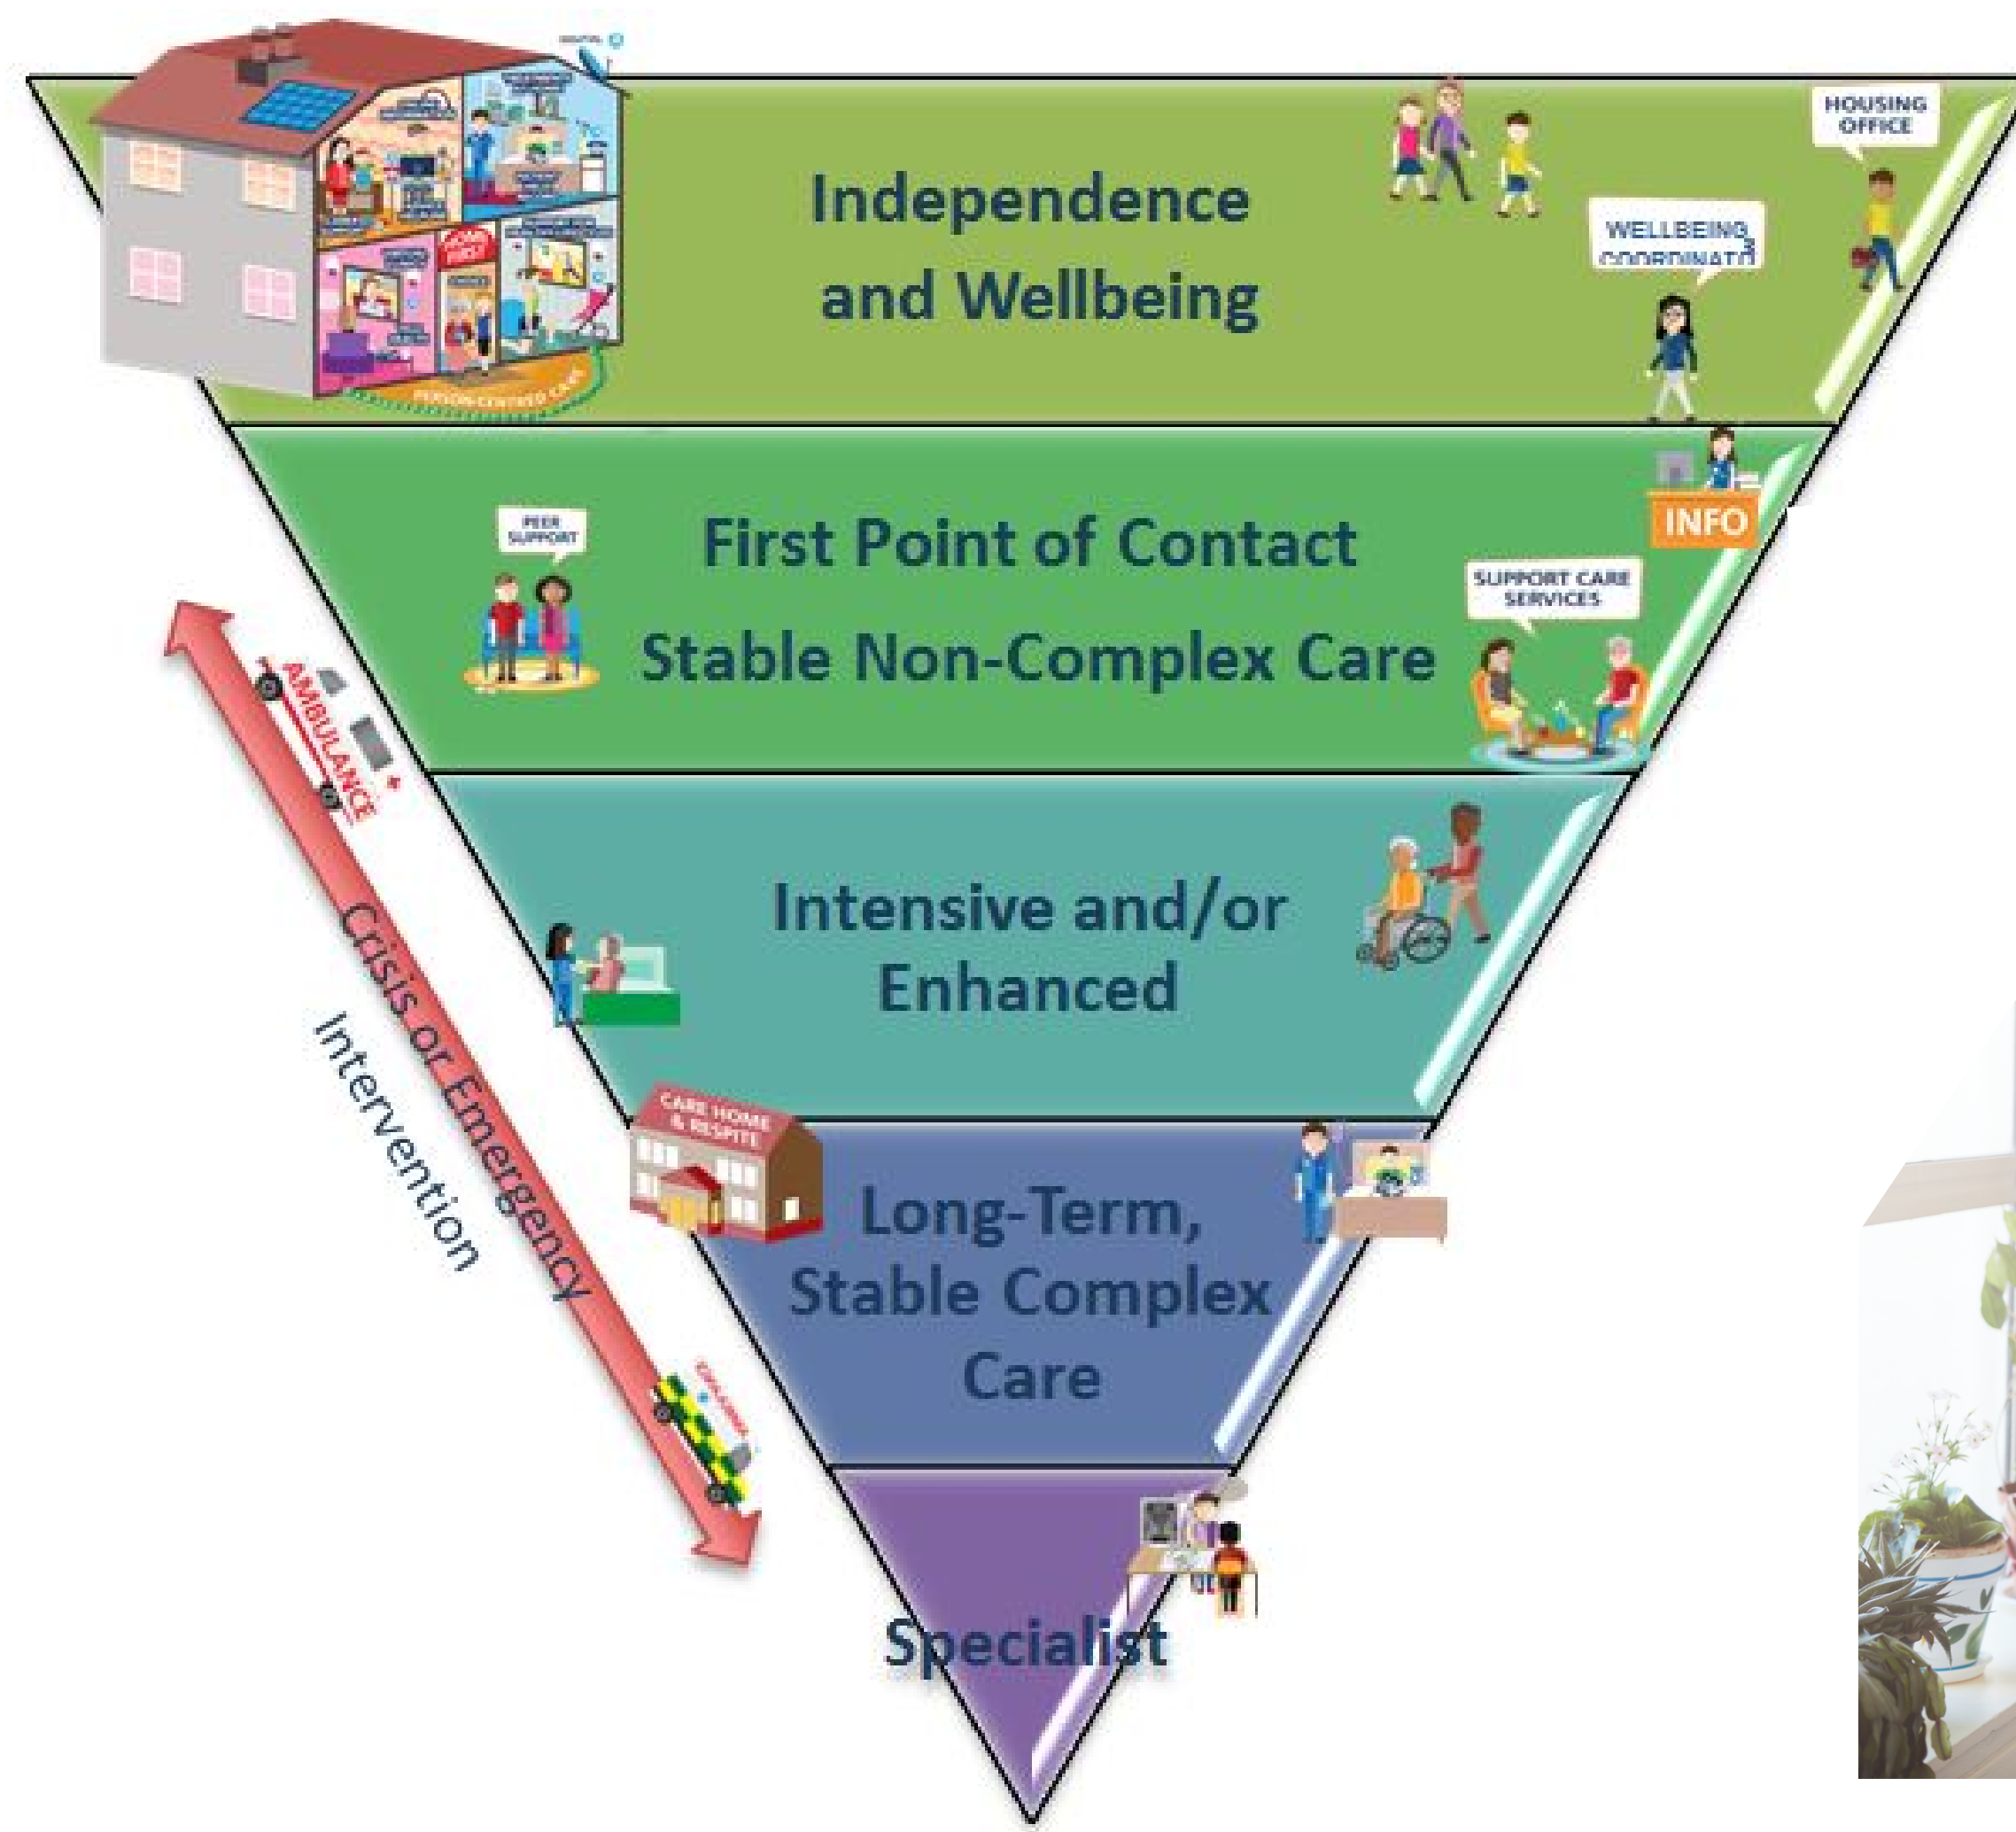 HOUSING
OFFICE
Independence
and Wellbeing
WELLBEING
PERSON-CENTRED CARE
INFO
First Point of Contact
PEER
SUPPORT
SUPPORT CARE
SERVICES
Stable Non-Complex Care
AMBULANCE
Intensive and/or
Enhanced
Crisis or Emergency
Intervention
CARE HOME
& RESPITE
Long-Term,
Stable Complex
Care
Specialist